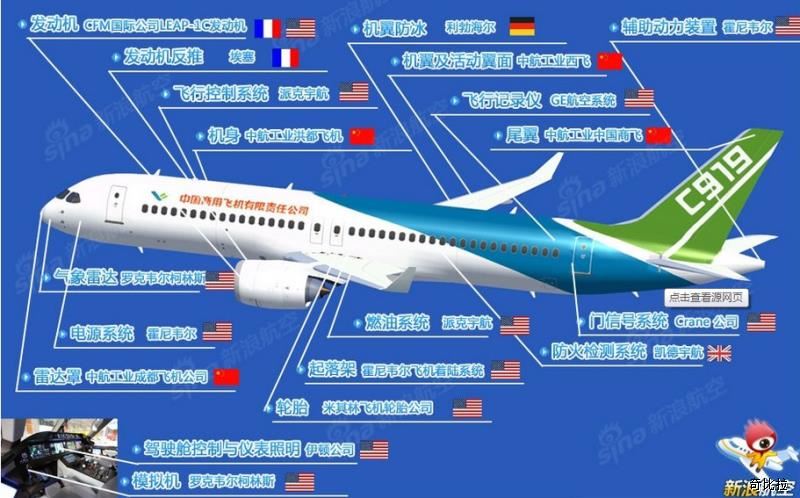 发动机 CFM国际公司LEAP-1C发动机
发动机反推 埃塞
飞行控制系统 派克宇航
机身 中航工业洪都飞机
机翼防冰 利勃海尔
机翼及活动翼面 中航工业西飞
飞行记录仪 GE航空系统
尾翼 中航工业中国商飞
辅助动力装置 霍尼韦尔
中国商用飞机有限责任公司
C919
气象雷达 罗克韦尔柯林斯
电源系统 霍尼韦尔
雷达罩 中航工业成都飞机公司
燃油系统 派克宇航
起落架 霍尼韦尔飞机着陆系统
轮胎 米其林飞机轮胎公司
点击查看源网页
门信号系统 Crane 公司
防火检测系统 凯德宇航
驾驶舱控制与仪表照明 伊顿公司
模拟机 罗克韦尔柯林斯
sina 新浪航空
新浪航空